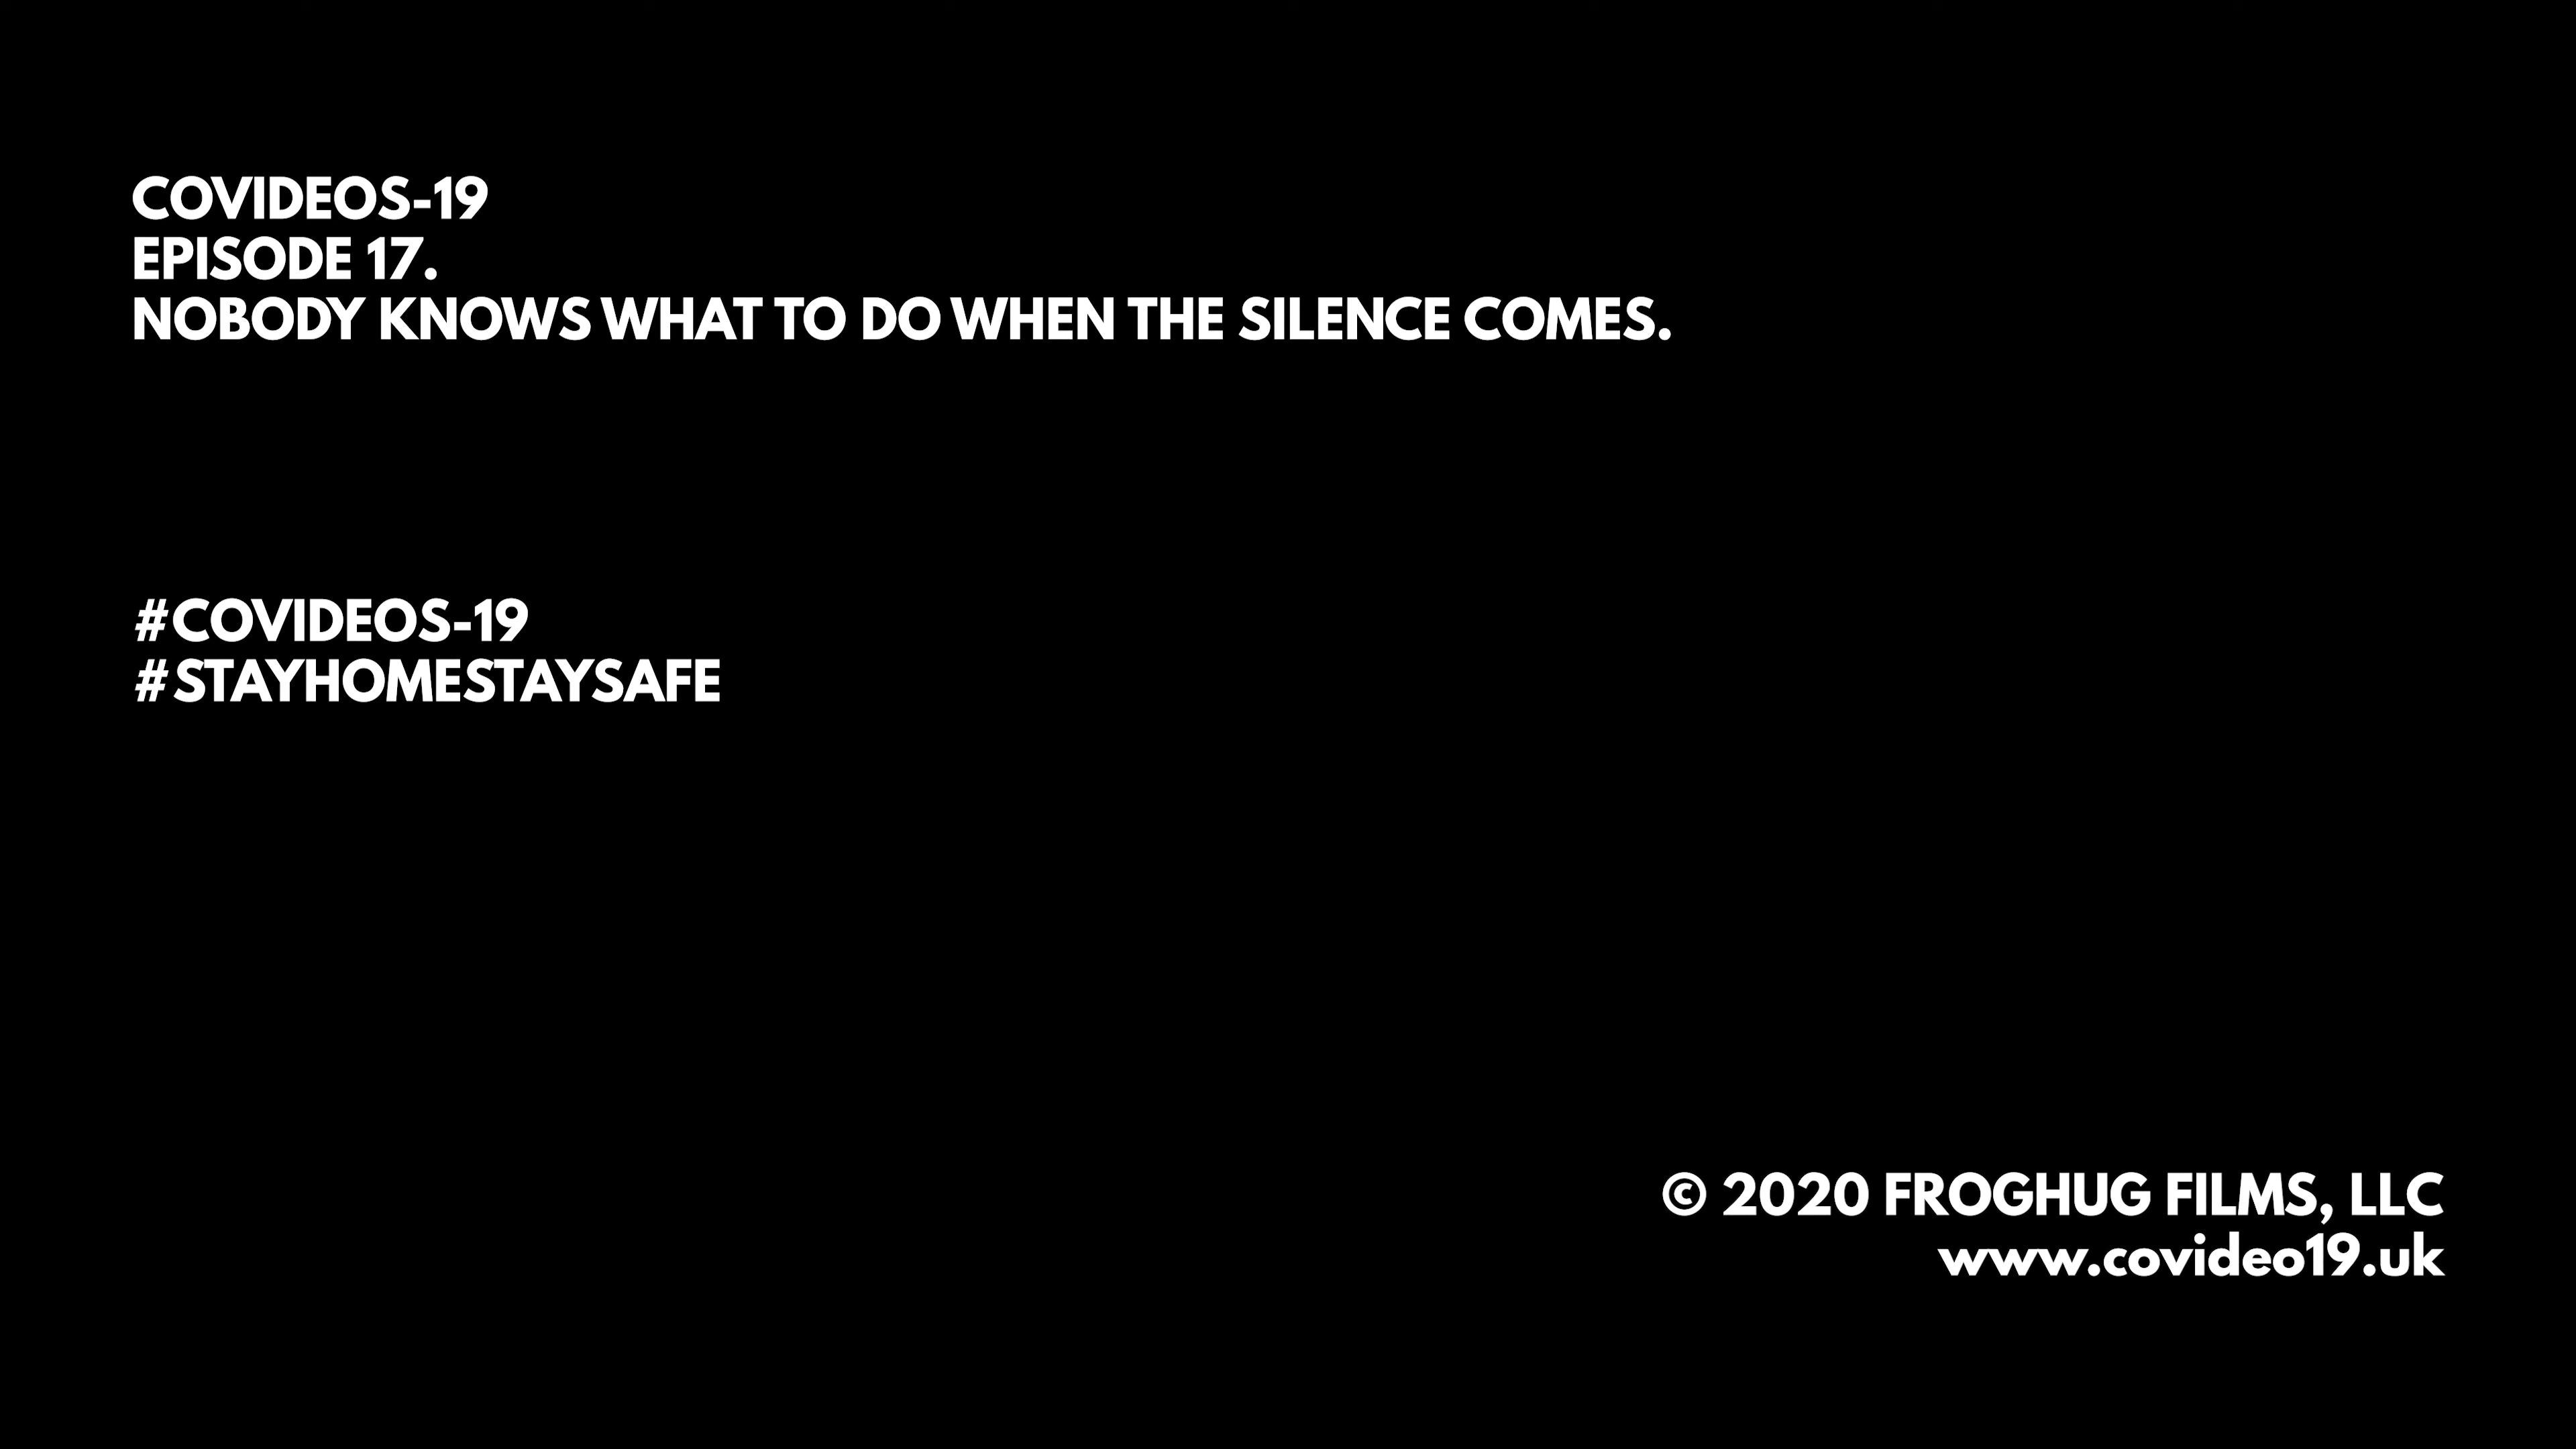 COVIDEOS-19
EPISODE 17.
NOBODY KNOWS WHAT TO DO WHEN THE SILENCE COMES.
#COVIDEOS-19
#STAYHOMESTAYSAFE
© 2020 FROGHUG FILMS, LLC
www.covideo19.uk